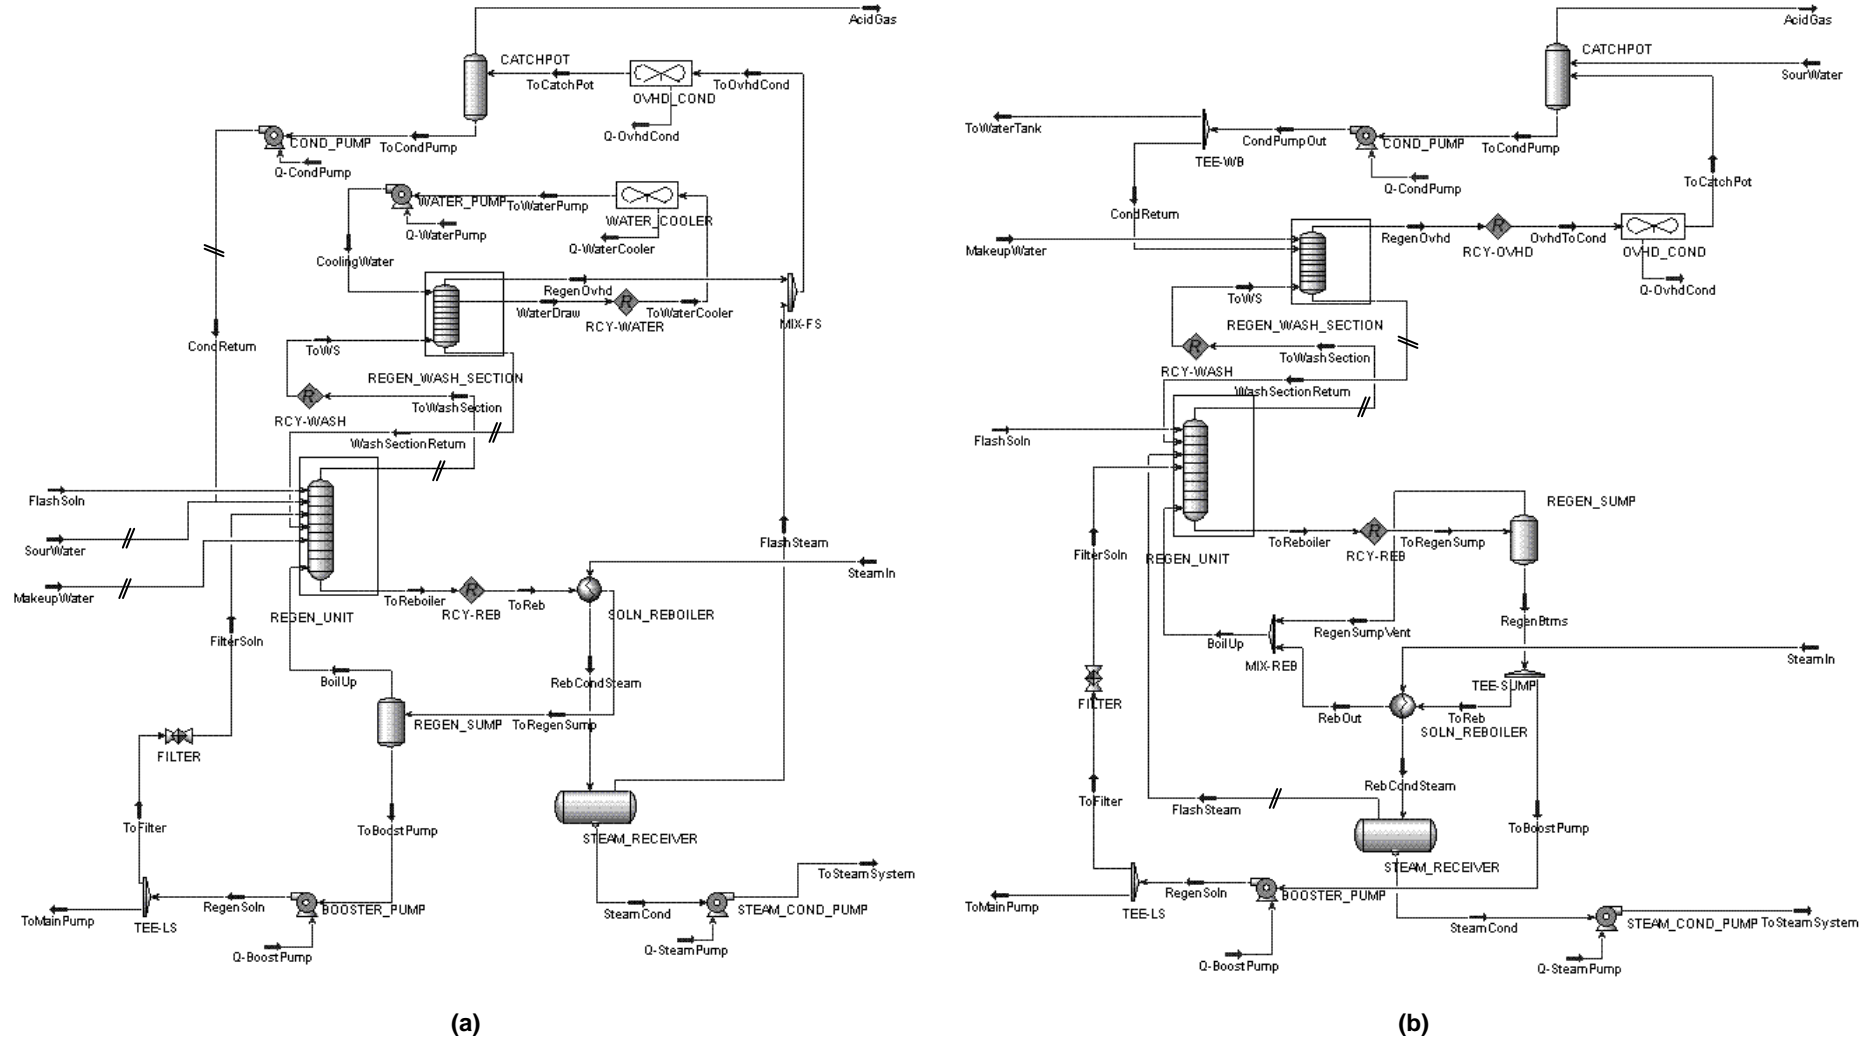 AcidGas
CATCHPOT
ToCatchPot
ToOvhdCond
OVHD_COND
Q-OvhdCond
COND_PUMP
ToCondPump
Q-CondPump
WATER_PUMP
ToWaterPump
WATER_COOLER
Q-WaterPump
Q-WaterCooler
CoolingWater
RegenOvhd
WaterDraw
RCY-WATER
ToWaterCooler
MIX-FS
CondReturn
ToWS
REGEN_WASH_SECTION
R
RCY-WASH
ToWashSection
WashSectionReturn
FlashSoln
SourWater
MakeupWater
FlashSteam
SteamIn
REGEN_UNIT
ToReboiler
R
RCY-REB
ToReb
SOLN_REBOILER
FilterSoln
BoilUp
RebCondSteam
REGEN_SUMP
ToRegenSump
FILTER
ToFilter
ToBoostPump
STEAM_RECEIVER
ToSteamSystem
ToMainPump
TEE-LS
RegenSoln
BOOSTER_PUMP
SteamCond
STEAM_COND_PUMP
Q-BoostPump
Q-SteamPump
(a)
AcidGas
CATCHPOT
SourWater
ToWaterTank
TEE-WB
CondPumpOut
COND_PUMP
ToCondPump
Q-CondPump
ToCatchPot
CondReturn
MakeupWater
RegenOvhd
R
RCY-OVHD
OvhdToCond
OVHD_COND
Q-OvhdCond
ToWS
REGEN_WASH_SECTION
R
RCY-WASH
ToWashSection
WashSectionReturn
FlashSoln
REGEN_SUMP
ToReboiler
R
RCY-REB
ToRegenSump
FilterSoln
REGEN_UNIT
RegenBtms
RegenSumpVent
BoilUp
MIX-REB
SteamIn
TEE-SUMP
FILTER
RebOut
ToReb
SOLN_REBOILER
RebCondSteam
ToFilter
FlashSteam
ToBoostPump
STEAM_RECEIVER
ToMainPump
TEE-LS
RegenSoln
BOOSTER_PUMP
SteamCond
STEAM_COND_PUMP
ToSteamSystem
Q-BoostPump
Q-SteamPump
(b)